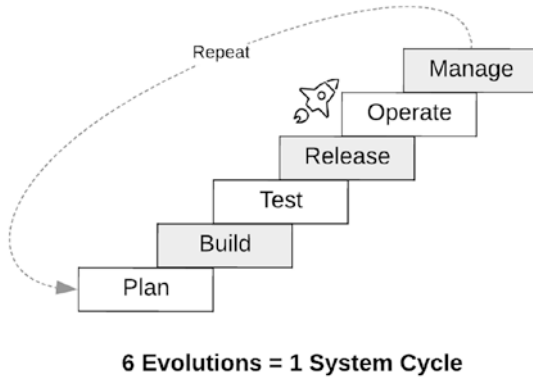 Repeat
Manage
Operate
Release
Test
Build
Plan
6 Evolutions = 1 System Cycle